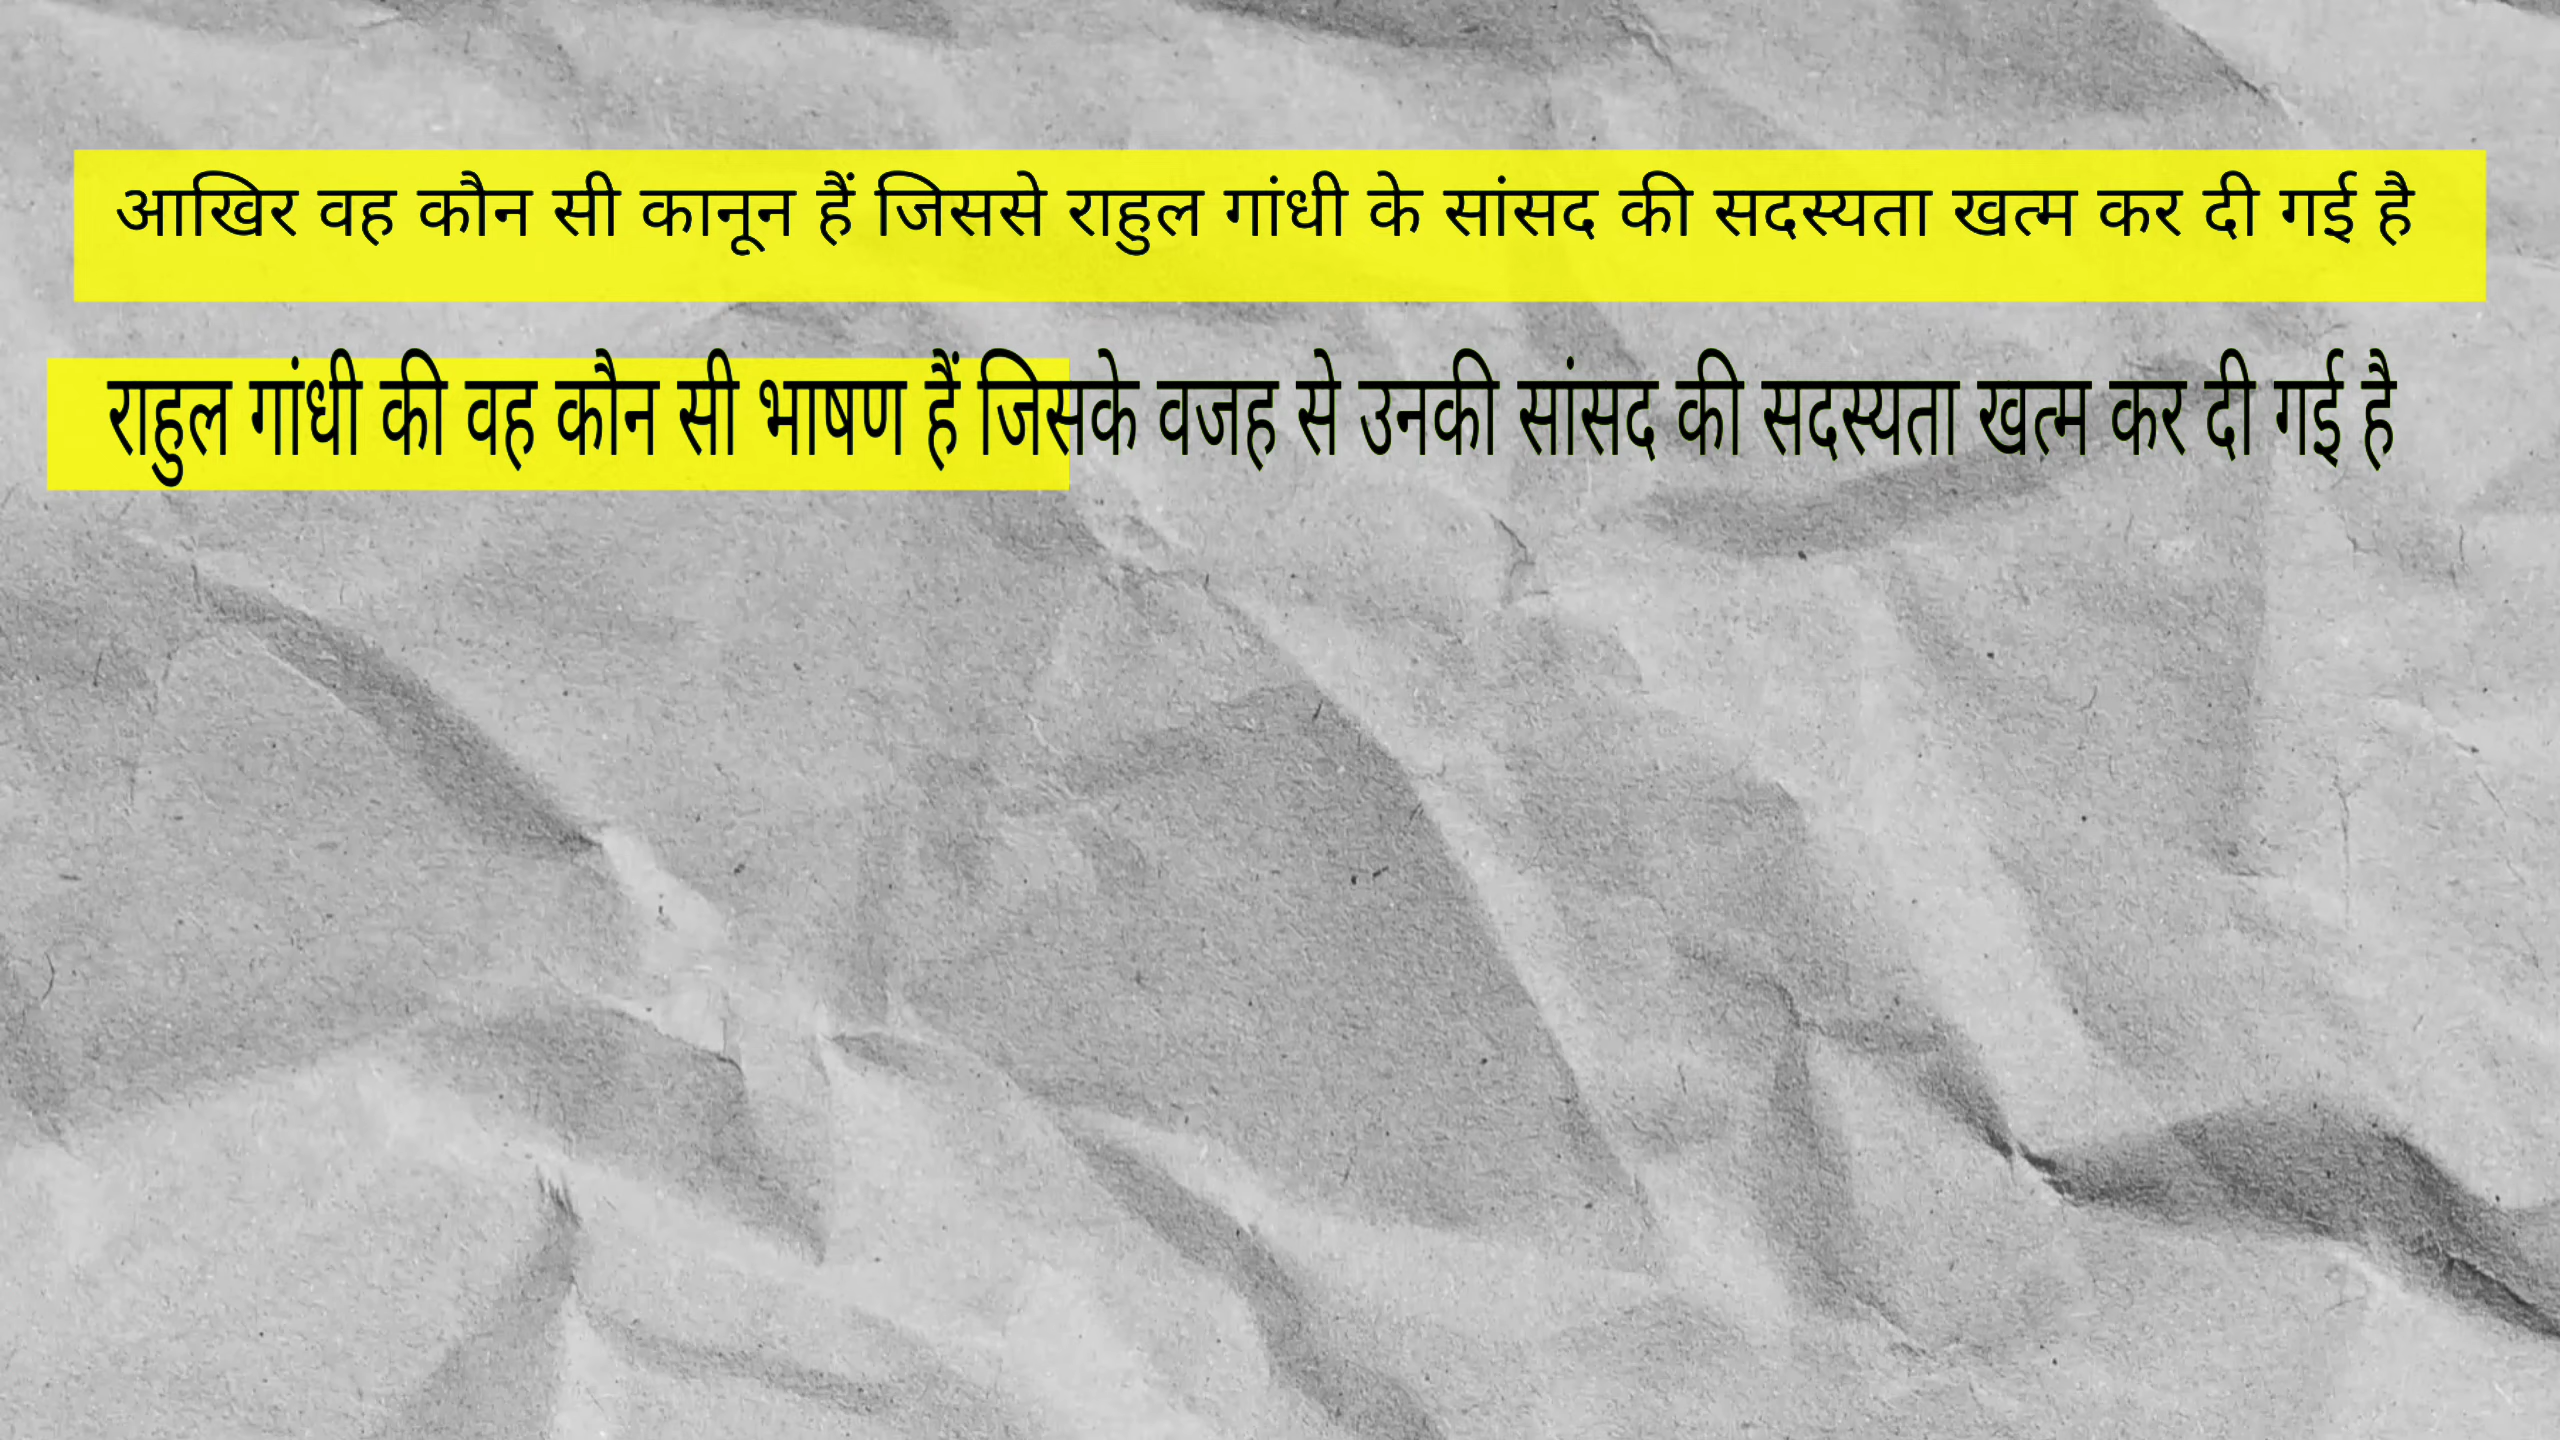 आखिर वह कौन सी कानून हैं जिससे राहुल गांधी के सांसद की सदस्यता खत्म कर दी गई है
राहुल गांधी की वह कौन सी भाषण हैं जिसके वजह से उनकी सांसद की सदस्यता खत्म कर दी गई है